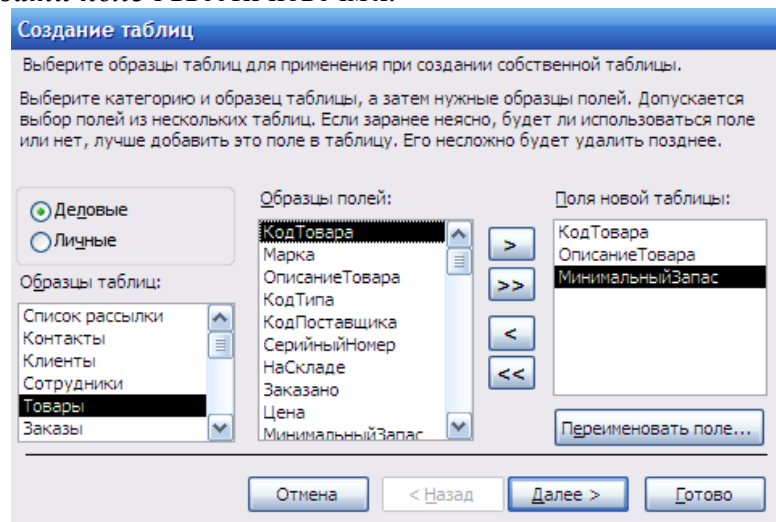 поле
Создание таблиц
Выберите образцы таблиц для применения при создании собственной таблицы.
Выберите категорию и образец таблицы, а затем нужные образцы полей. Допускается
выбор полей из нескольких таблиц. Если заранее неясно, будет ли использоваться поле
или нет, лучше добавить это поле в таблицу. Его несложно будет удалить позднее.
Деловые
Личные
Образцы таблиц:
Список рассылки
Контакты
Клиенты
Сотрудники
Товары
Заказы
Образцы полей:
КодТовара
Марка
ОписаниеТовара
КодТипа
КодПоставщика
СерийныйНомер
НаСкладе
Заказано
Цена
МинимальныйЗапас
>
>>
<
<<
Поля новой таблицы:
КодТовара
ОписаниеТовара
МинимальныйЗапас
Переименовать поле...
Отмена
< Назад
Далее >
Готово